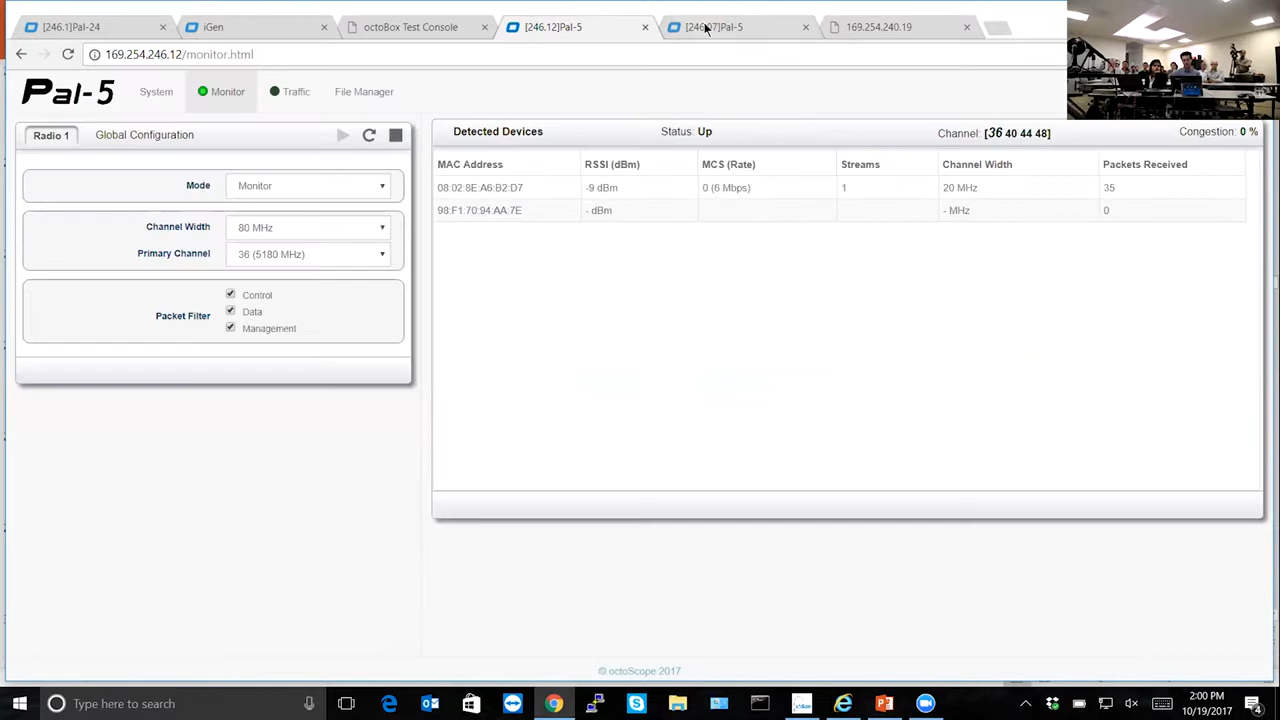 [246.1]Pal-24
iGen
octoBox Test Console
[246.12]Pal-5
169.254.240.19
169.254.246.12/monitor.html
Pal-5
System
Monitor
Traffic
File Manager
Radio 1
Global Configuration
Detected Devices
Status: Up
Channel: [36 40 44 48]
Congestion: 0 %
MAC Address
RSSI (dBm)
MCS (Rate)
Streams
Channel Width
Packets Received
08:02:8E:A6:B2:D7
-9 dBm
0 (6 Mbps)
1
20 MHz
35
98:F1:70:94:AA:7E
- dBm
- MHz
0
Mode
Monitor
Channel Width
80 MHz
Primary Channel
36 (5180 MHz)
Packet Filter
Control
Data
Management
© octoScope 2017
Type here to search
2:00 PM
10/19/2017
4